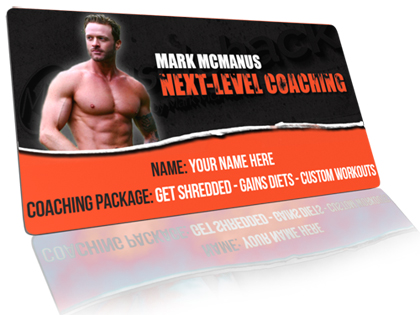 MARK MCMANUS
NEXT-LEVEL COACHING
NAME: YOUR NAME HERE
COACHING PACKAGE: GET SHREDDED - GAINS DIETS - CUSTOM WORKOUTS